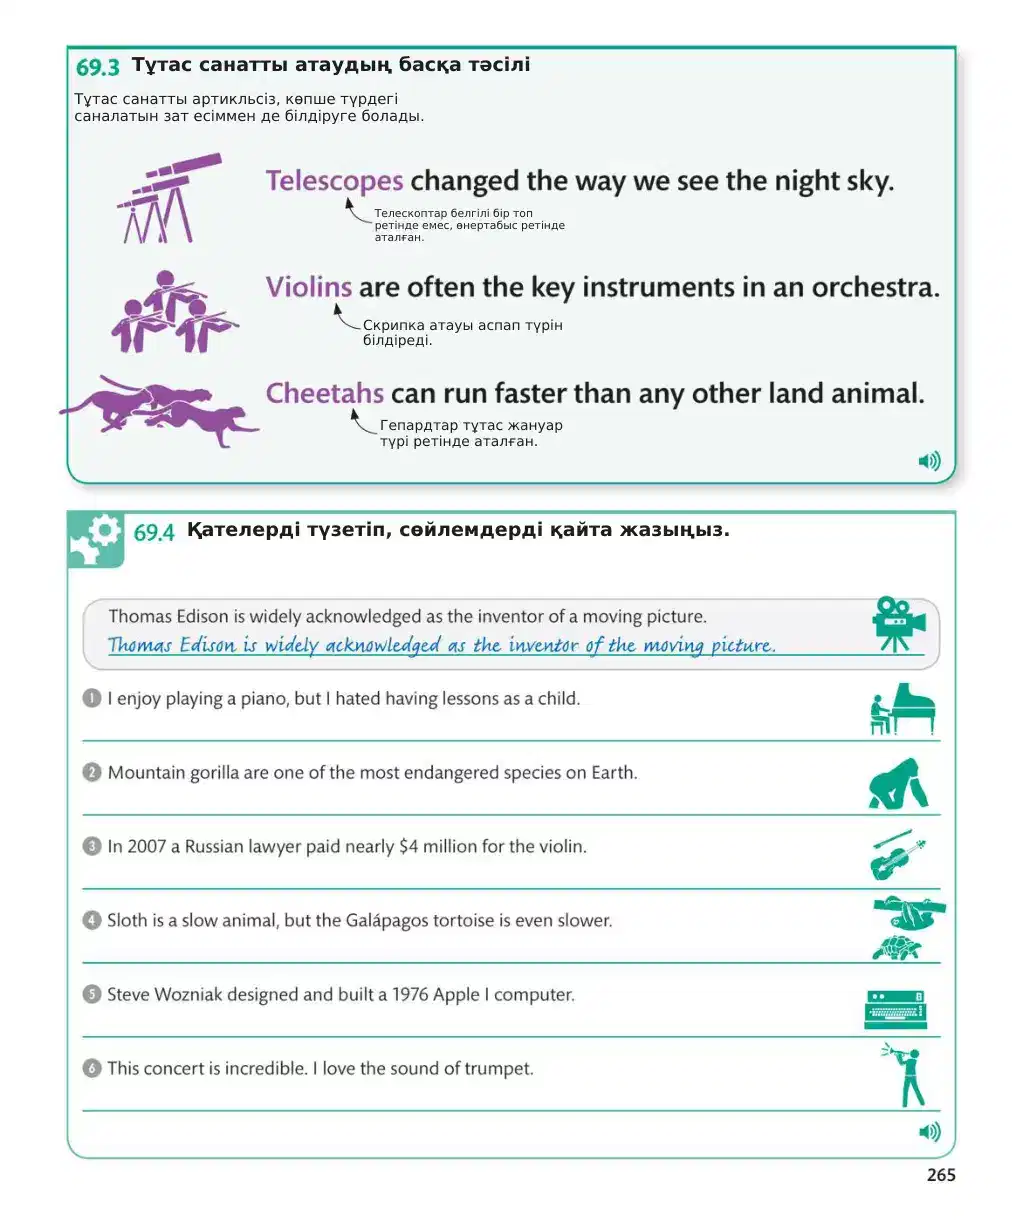 69.3 Тұтас санатты атаудың басқа тәсілі
Тұтас санатты артикльсіз, көпше түрдегі
саналатын зат есіммен де білдіруге болады.
Telescopes changed the way we see the night sky.
Телескоптар белгілі бір топ
ретінде емес, өнертабыс ретінде
аталған.
Violins are often the key instruments in an orchestra.
Скрипка атауы аспап түрін
білдіреді.
Cheetahs can run faster than any other land animal.
Гепардтар тұтас жануар
түрі ретінде аталған.
69.4 Қателерді түзетіп, сөйлемдерді қайта жазыңыз.
Thomas Edison is widely acknowledged as the inventor of a moving picture.
Thomas Edison is widely acknowledged as the inventor of the moving picture.
1 I enjoy playing a piano, but I hated having lessons as a child.
2 Mountain gorilla are one of the most endangered species on Earth.
3 In 2007 a Russian lawyer paid nearly $4 million for the violin.
4 Sloth is a slow animal, but the Galápagos tortoise is even slower.
5 Steve Wozniak designed and built a 1976 Apple I computer.
6 This concert is incredible. I love the sound of trumpet.
265